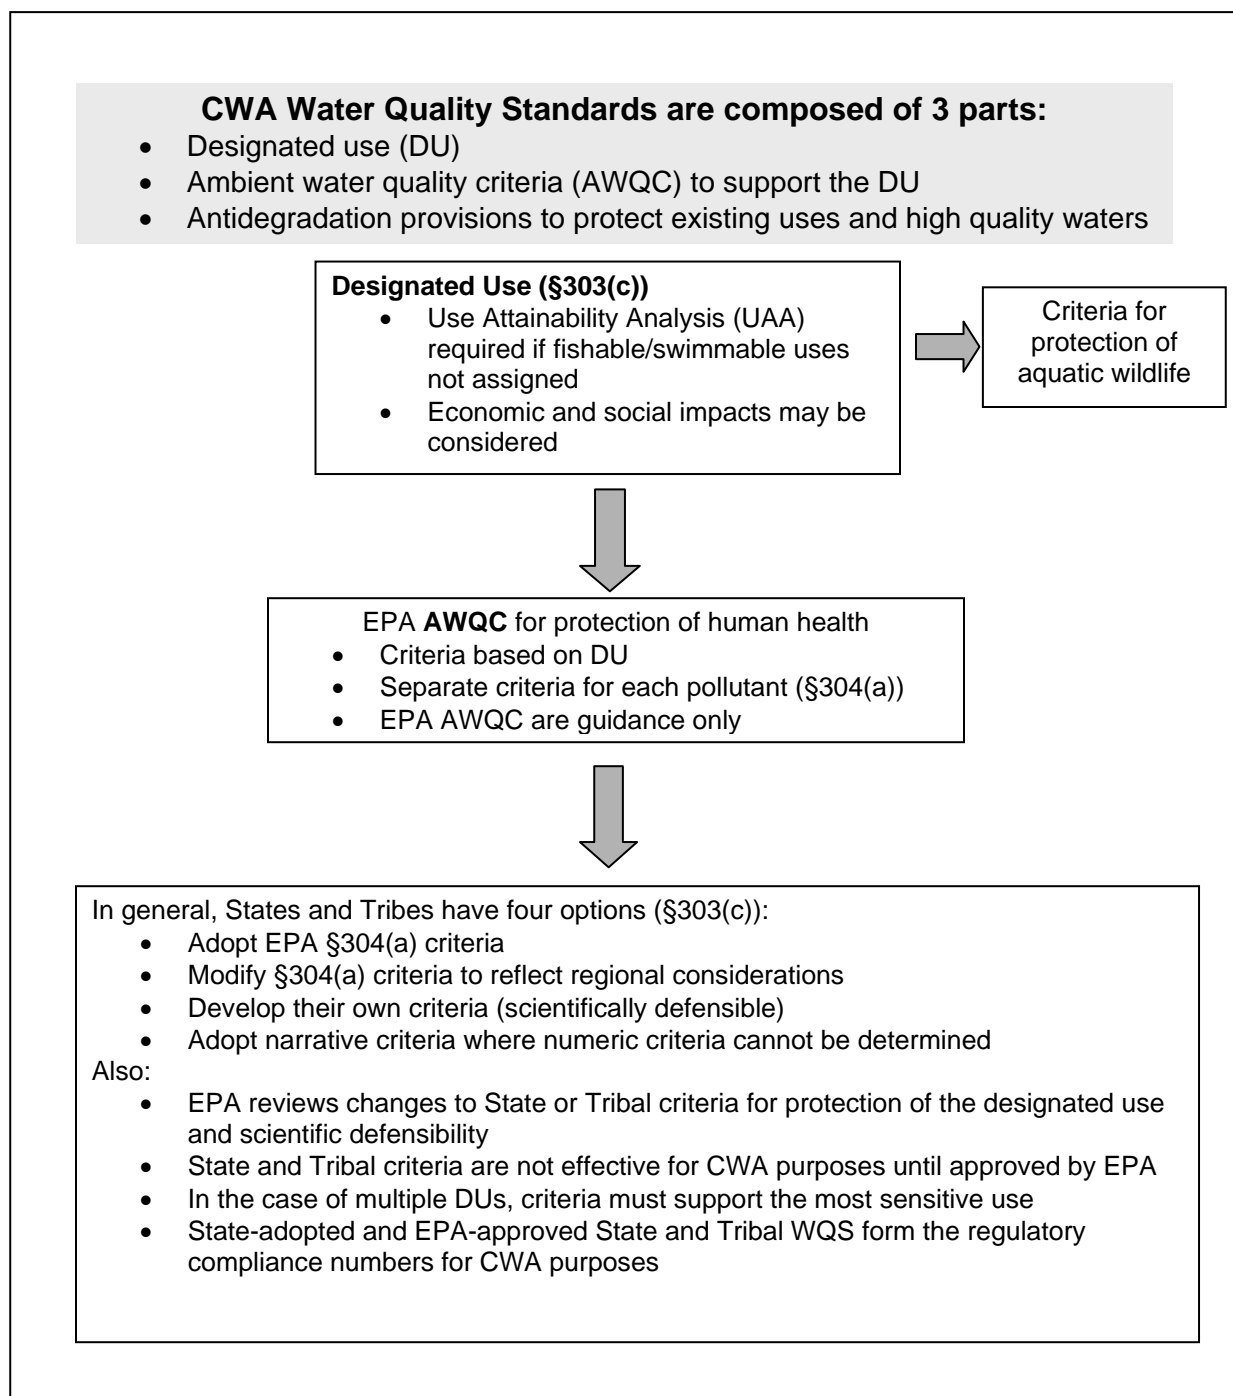 CWA Water Quality Standards are composed of 3 parts:
• Designated use (DU)
• Ambient water quality criteria (AWQC) to support the DU
• Antidegradation provisions to protect existing uses and high quality waters
Designated Use (§303(c))
• Use Attainability Analysis (UAA)
required if fishable/swimmable uses
not assigned
• Economic and social impacts may be
considered
Criteria for
protection of
aquatic wildlife
EPA AWQC for protection of human health
• Criteria based on DU
• Separate criteria for each pollutant (§304(a))
• EPA AWQC are guidance only
In general, States and Tribes have four options (§303(c)):
• Adopt EPA §304(a) criteria
• Modify §304(a) criteria to reflect regional considerations
• Develop their own criteria (scientifically defensible)
• Adopt narrative criteria where numeric criteria cannot be determined
Also:
• EPA reviews changes to State or Tribal criteria for protection of the designated use
and scientific defensibility
• State and Tribal criteria are not effective for CWA purposes until approved by EPA
• In the case of multiple DUs, criteria must support the most sensitive use
• State-adopted and EPA-approved State and Tribal WQS form the regulatory
compliance numbers for CWA purposes